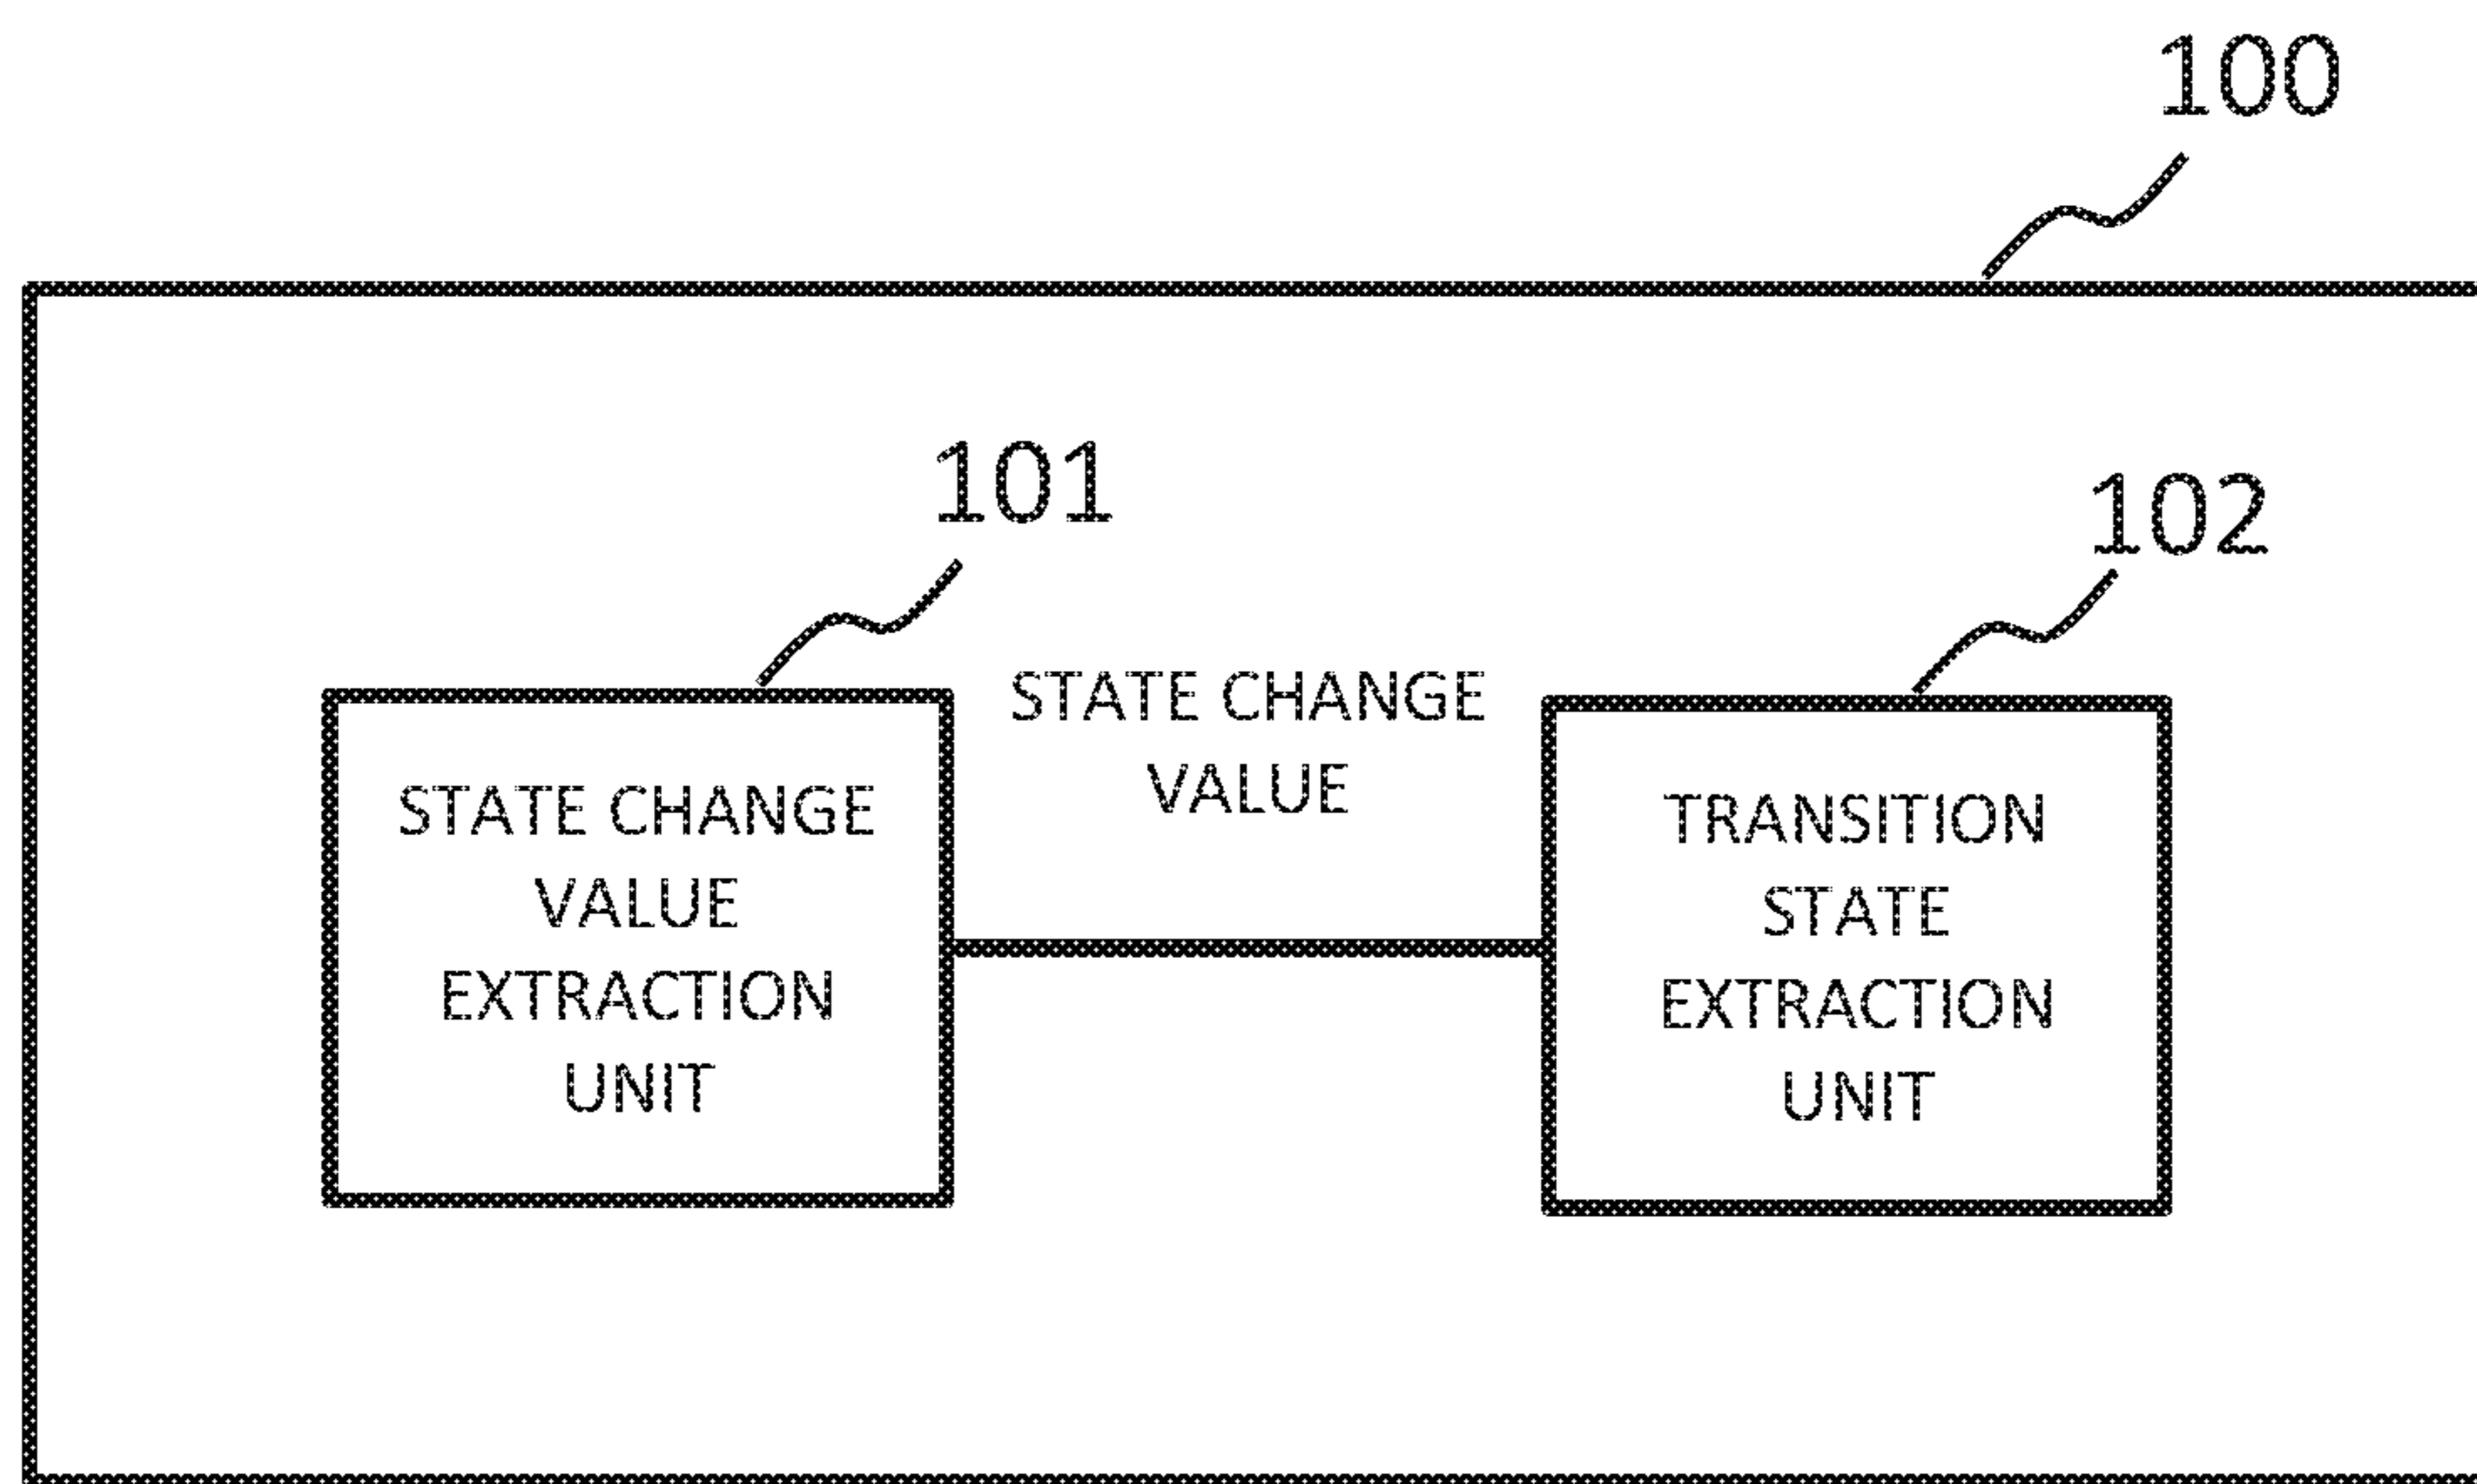 100
101
102
STATE CHANGE
VALUE
STATE CHANGE
VALUE
EXTRACTION
UNIT
TRANSITION
STATE
EXTRACTION
UNIT